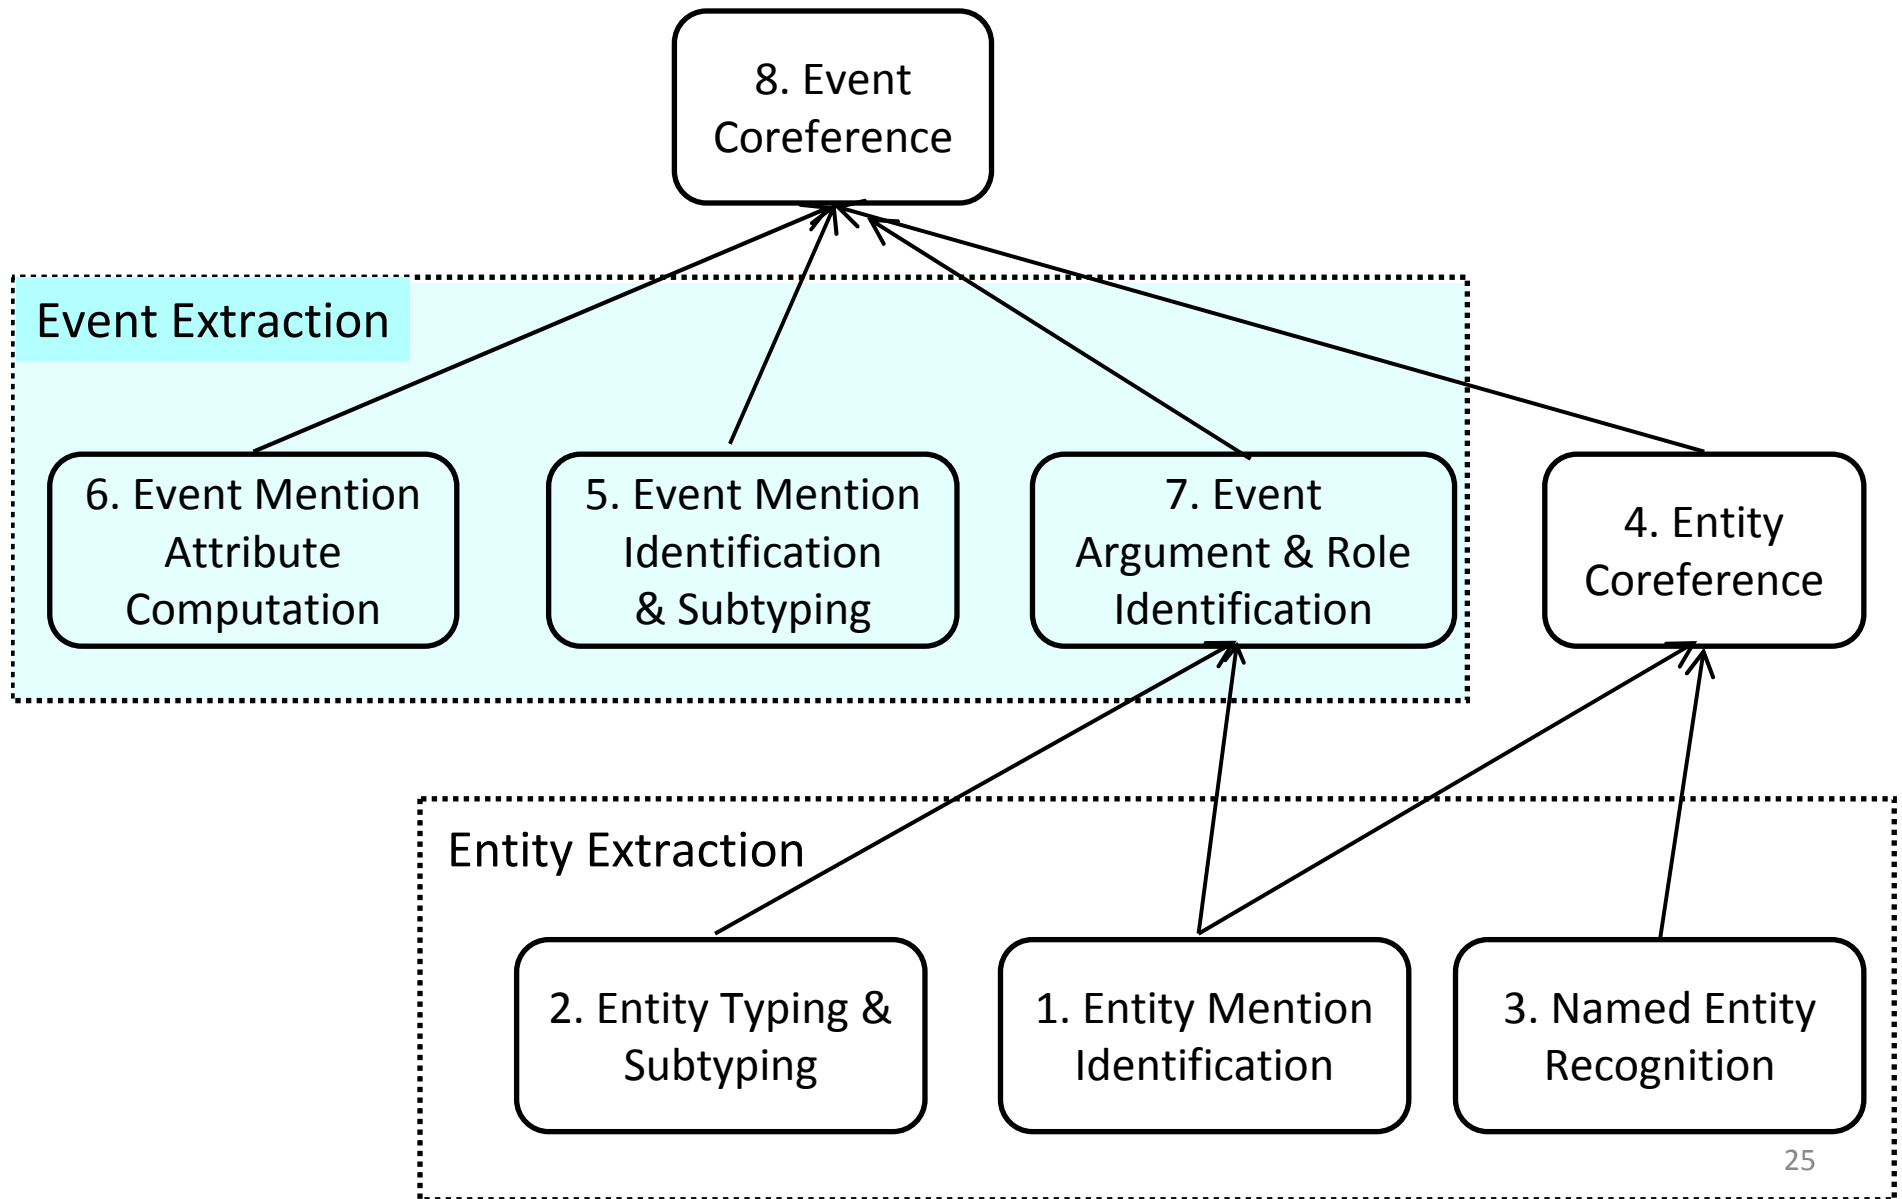 8. Event
Coreference
Event Extraction
6. Event Mention
Attribute
Computation
5. Event Mention
Identification
& Subtyping
7. Event
Argument & Role
Identification
4. Entity
Coreference
Entity Extraction
2. Entity Typing &
Subtyping
1. Entity Mention
Identification
3. Named Entity
Recognition
25